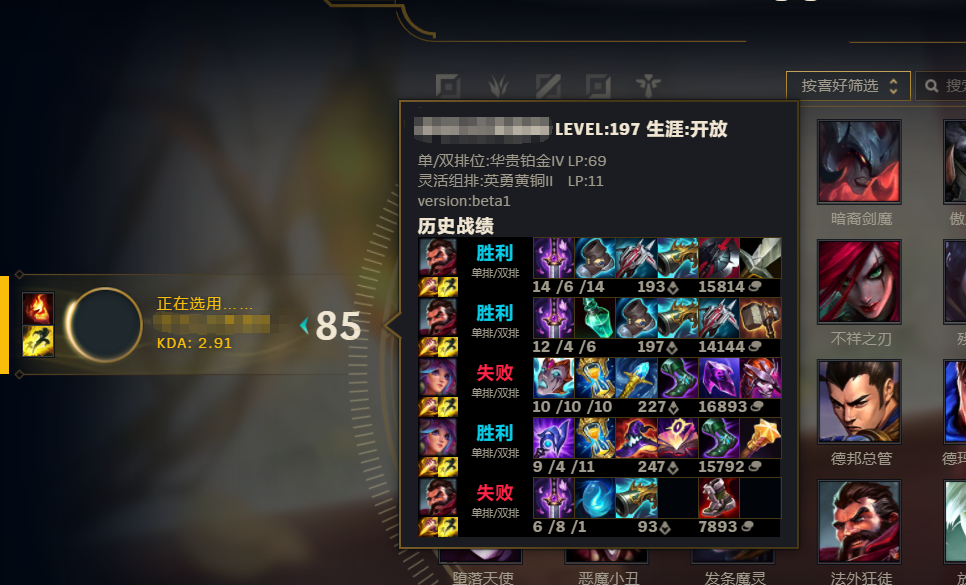 按喜好筛选
LEVEL:197 生涯:开放
单/双排位:华贵铂金IV LP:69
灵活组排:英勇黄铜II LP:11
version:beta1
历史战绩
胜利
单排/双排
14 /6 /14 193 15814
胜利
单排/双排
12 /4 /6 197 14144
失败
单排/双排
10 /10 /10 227 16893
胜利
单排/双排
9 /4 /11 247 15792
失败
单排/双排
6 /8 /1 93 7893
正在选用……
KDA: 2.91
85
暗裔剑魔
不祥之刃
德邦总管
堕落天使
恶魔小丑
发条魔灵
法外狂徒